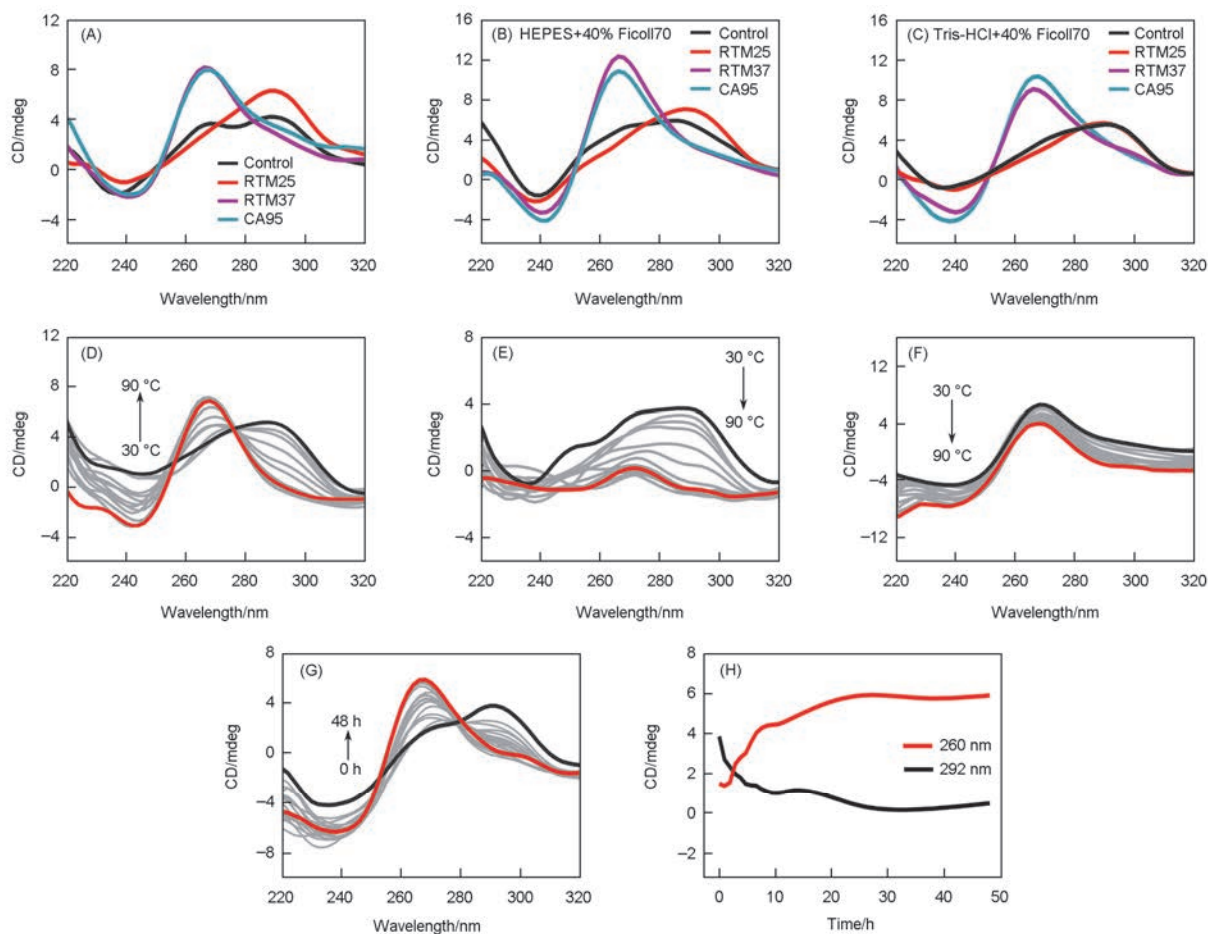 (A)
CD/mdeg
12
8
4
0
−4
Control
RTM25
RTM37
CA95
220 240 260 280 300 320
Wavelength/nm
(B) HEPES+40% Ficoll70
CD/mdeg
16
12
8
4
0
−4
Control
RTM25
RTM37
CA95
220 240 260 280 300 320
Wavelength/nm
(C) Tris-HCl+40% Ficoll70
CD/mdeg
16
12
8
4
0
−4
Control
RTM25
RTM37
CA95
220 240 260 280 300 320
Wavelength/nm
(D)
CD/mdeg
12
8
4
0
−4
90 °C
30 °C
220 240 260 280 300 320
Wavelength/nm
(E)
CD/mdeg
8
4
0
−4
30 °C
90 °C
220 240 260 280 300 320
Wavelength/nm
(F)
CD/mdeg
12
4
−4
−12
30 °C
90 °C
220 240 260 280 300 320
Wavelength/nm
(G)
CD/mdeg
8
4
0
−4
−8
48 h
0 h
220 240 260 280 300 320
Wavelength/nm
(H)
CD/mdeg
8
6
4
2
0
−2
260 nm
292 nm
0 10 20 30 40 50
Time/h